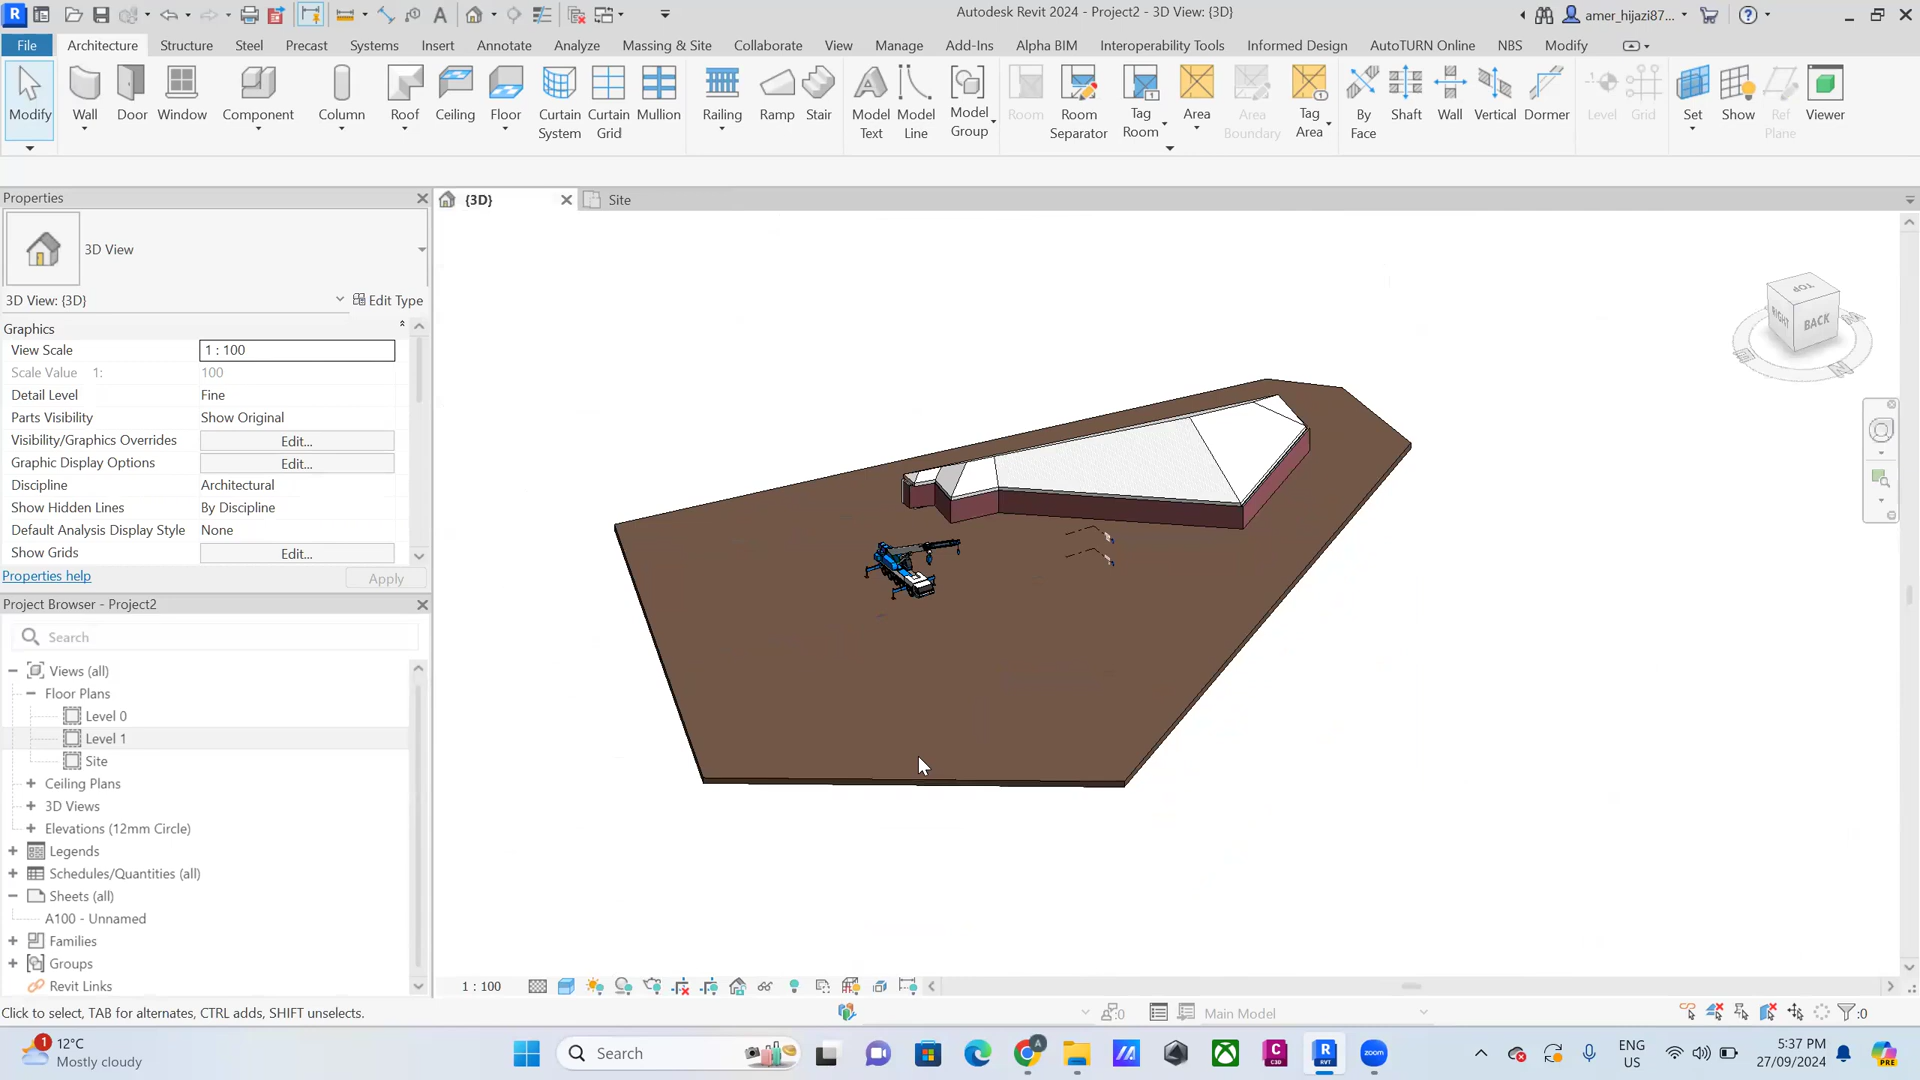 Autodesk Revit 2024 - Project2 - 3D View: {3D}
amer_hijazi87...
File
Architecture
Structure
Steel
Precast
Systems
Insert
Annotate
Analyze
Massing & Site
Collaborate
View
Manage
Add-Ins
Alpha BIM
Interoperability Tools
Informed Design
AutoTURN Online
NBS
Modify
Modify
Wall
Door
Window
Component
Column
Roof
Ceiling
Floor
Curtain System
Curtain Grid
Mullion
Railing
Ramp
Stair
Model Text
Model Line
Model Group
Room
Room Separator
Tag Room
Area
Area Boundary
Tag Area
By Face
Shaft
Wall
Vertical
Dormer
Level
Grid
Set
Show
Ref Plane
Viewer
Properties
{3D}
Site
3D View
3D View: {3D}
Edit Type
Graphics
View Scale
1 : 100
Scale Value 1:
100
Detail Level
Fine
Parts Visibility
Show Original
Visibility/Graphics Overrides
Edit...
Graphic Display Options
Edit...
Discipline
Architectural
Show Hidden Lines
By Discipline
Default Analysis Display Style
None
Show Grids
Edit...
Properties help
Apply
TOP
RIGHT
BACK
Project Browser - Project2
Search
Views (all)
Floor Plans
Level 0
Level 1
Site
Ceiling Plans
3D Views
Elevations (12mm Circle)
Legends
Schedules/Quantities (all)
Sheets (all)
A100 - Unnamed
Families
Groups
Revit Links
1 : 100
Click to select, TAB for alternates, CTRL adds, SHIFT unselects.
:0
Main Model
:0
1
12°C
Mostly cloudy
Search
ENG
US
5:37 PM
27/09/2024
PRE